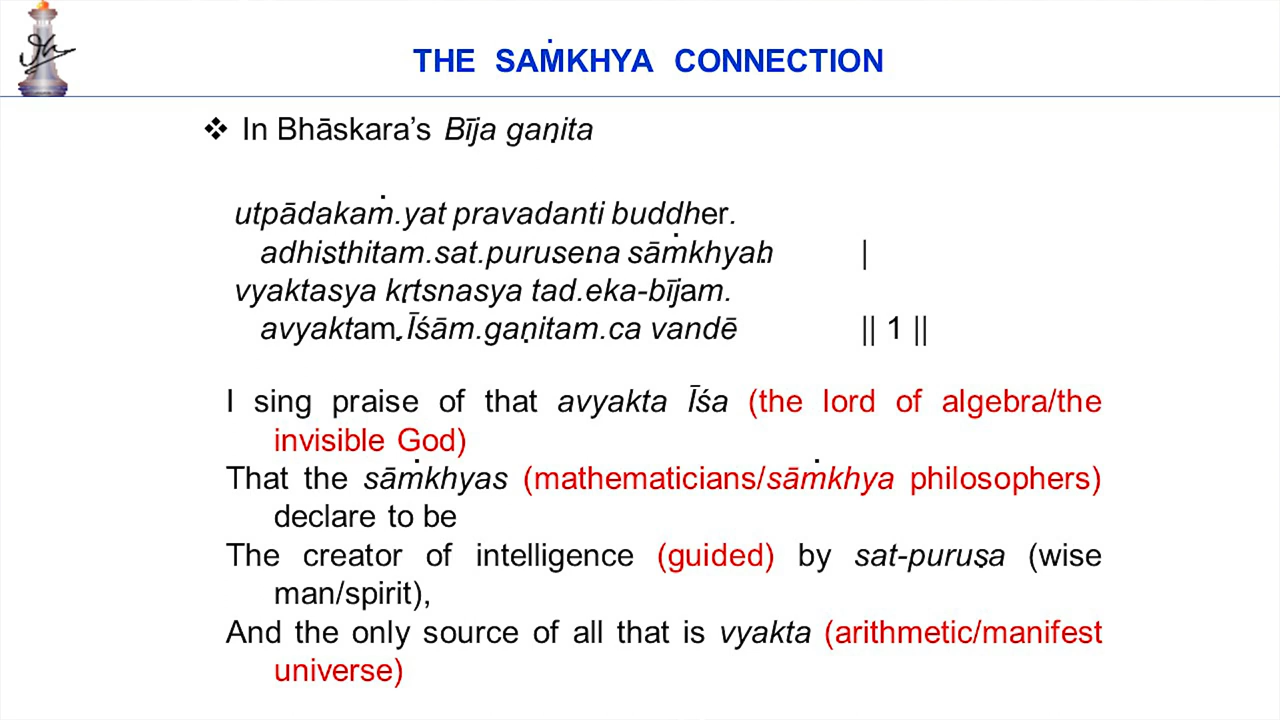 THE SAṀKHYA CONNECTION
❖ In Bhāskara’s Bīja gaṇita
utpādakaṁ.yat pravadanti buddher.
adhiṣṭhitam.sat.puruseṇa sāṁkhyaḥ |
vyaktasya kṛtsnasya tad.eka-bījam.
avyaktam.Īśām.gaṇitam.ca vandē || 1 ||
I sing praise of that avyakta Īśa (the lord of algebra/the
invisible God)
That the sāṁkhyas (mathematicians/sāṁkhya philosophers)
declare to be
The creator of intelligence (guided) by sat-puruṣa (wise
man/spirit),
And the only source of all that is vyakta (arithmetic/manifest
universe)